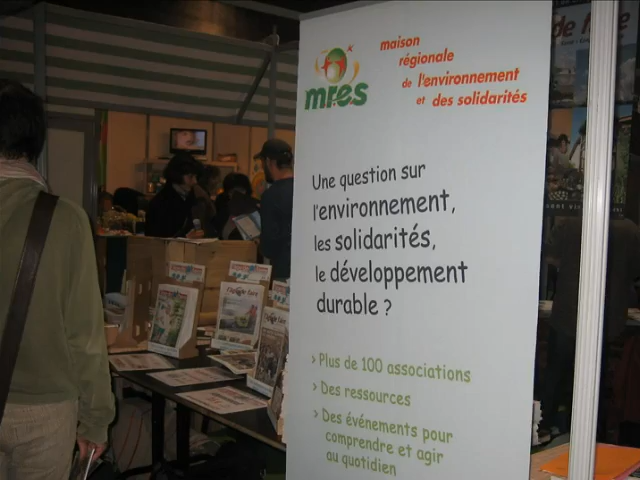 mres
maison
régionale
de l'environnement
et des solidarités
Une question sur
l'environnement,
les solidarités,
le développement
durable ?
> Plus de 100 associations
> Des ressources
> Des événements pour
comprendre et agir
au quotidien